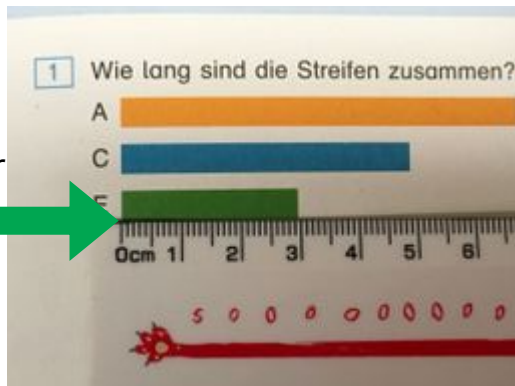 1 Wie lang sind die Streifen zusammen?
A
C
0cm 1 2 3 4 5 6
5 0 0 0 0 0 0 0 0 0